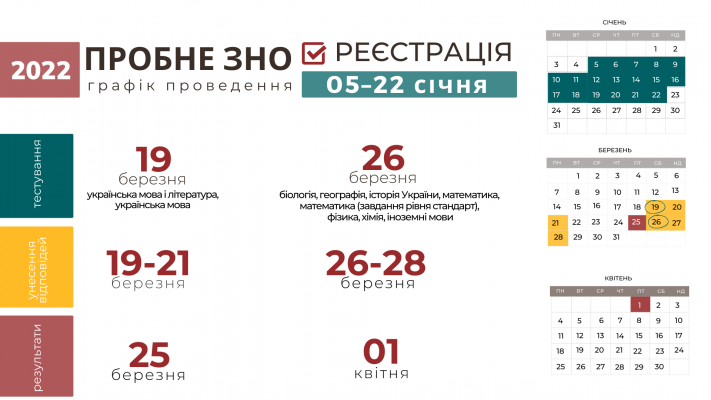 2022
ПРОБНЕ ЗНО
графік проведення
РЕЄСТРАЦІЯ
05–22 січня
тестування
19
березня
українська мова і література,
українська мова
26
березня
біологія, географія, історія України, математика,
математика (завдання рівня стандарт),
фізика, хімія, іноземні мови
унесення
відповідей
19-21
березня
26-28
березня
результати
25
березня
01
квітня
СІЧЕНЬ
ПН ВТ СР ЧТ ПТ СБ НД
1 2
3 4 5 6 7 8 9
10 11 12 13 14 15 16
17 18 19 20 21 22 23
24 25 26 27 28 29 30
31
БЕРЕЗЕНЬ
ПН ВТ СР ЧТ ПТ СБ НД
1 2 3 4 5 6
7 8 9 10 11 12 13
14 15 16 17 18 19 20
21 22 23 24 25 26 27
28 29 30 31
КВІТЕНЬ
ПН ВТ СР ЧТ ПТ СБ НД
1 2 3
4 5 6 7 8 9 10
11 12 13 14 15 16 17
18 19 20 21 22 23 24
25 26 27 28 29 30